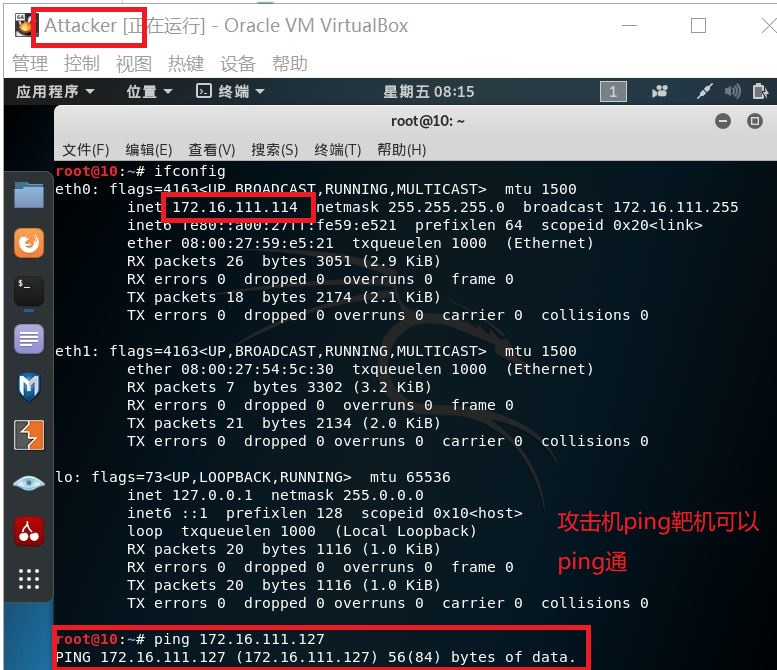 Attacker [正在运行] - Oracle VM VirtualBox
管理 控制 视图 热键 设备 帮助
应用程序 位置 终端 星期五 08:15 1
root@10: ~
文件(F) 编辑(E) 查看(V) 搜索(S) 终端(T) 帮助(H)
root@10:~# ifconfig
eth0: flags=4163<UP,BROADCAST,RUNNING,MULTICAST> mtu 1500
inet 172.16.111.114 netmask 255.255.255.0 broadcast 172.16.111.255
inet6 fe80::a00:27ff:fe59:e521 prefixlen 64 scopeid 0x20<link>
ether 08:00:27:59:e5:21 txqueuelen 1000 (Ethernet)
RX packets 26 bytes 3051 (2.9 KiB)
RX errors 0 dropped 0 overruns 0 frame 0
TX packets 18 bytes 2174 (2.1 KiB)
TX errors 0 dropped 0 overruns 0 carrier 0 collisions 0
eth1: flags=4163<UP,BROADCAST,RUNNING,MULTICAST> mtu 1500
ether 08:00:27:54:5c:30 txqueuelen 1000 (Ethernet)
RX packets 7 bytes 3302 (3.2 KiB)
RX errors 0 dropped 0 overruns 0 frame 0
TX packets 21 bytes 2134 (2.0 KiB)
TX errors 0 dropped 0 overruns 0 carrier 0 collisions 0
lo: flags=73<UP,LOOPBACK,RUNNING> mtu 65536
inet 127.0.0.1 netmask 255.0.0.0
inet6 ::1 prefixlen 128 scopeid 0x10<host>
loop txqueuelen 1000 (Local Loopback)
RX packets 20 bytes 1116 (1.0 KiB)
RX errors 0 dropped 0 overruns 0 frame 0
TX packets 20 bytes 1116 (1.0 KiB)
TX errors 0 dropped 0 overruns 0 carrier 0 collisions 0
攻击机ping靶机可以
ping通
root@10:~# ping 172.16.111.127
PING 172.16.111.127 (172.16.111.127) 56(84) bytes of data.